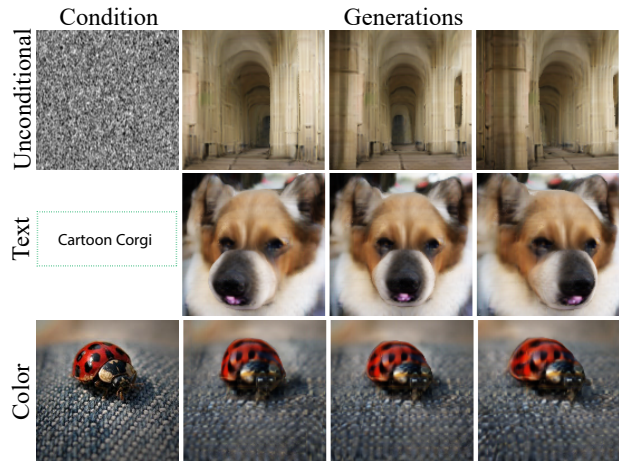 Condition
Generations
Unconditional
Text
Cartoon Corgi
Color